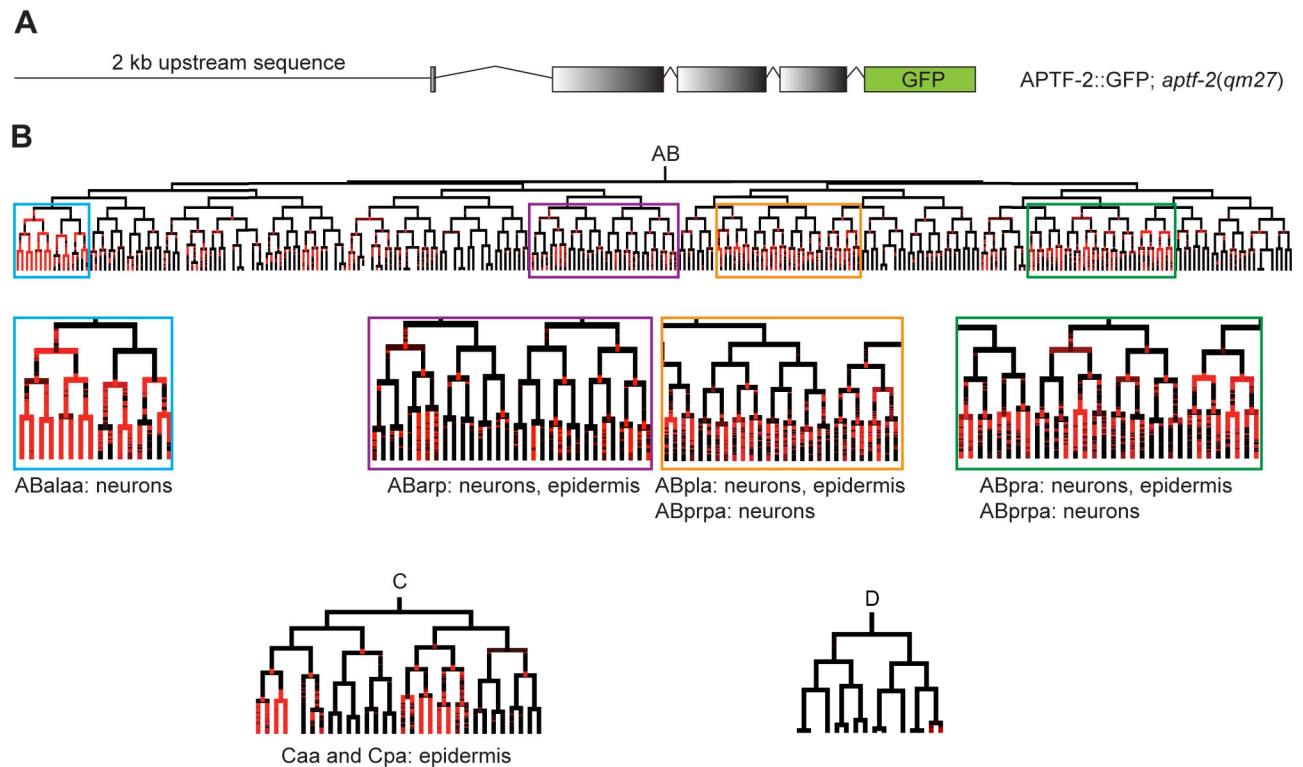 A
2 kb upstream sequence
GFP
APTF-2::GFP; aptf-2(qm27)
B
AB
ABalaa: neurons
ABarp: neurons, epidermis
ABpla: neurons, epidermis
ABprpa: neurons
ABpra: neurons, epidermis
ABprpa: neurons
C
D
Caa and Cpa: epidermis